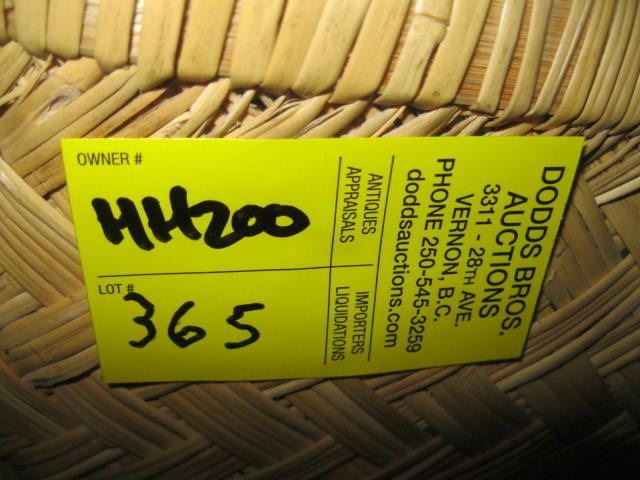 OWNER #
HH200
LOT #
365
DODDS BROS.
AUCTIONS
3311 - 28TH AVE.
VERNON, B.C.
PHONE 250-545-3259
doddsauctions.com
ANTIQUES
APPRAISALS
IMPORTERS
LIQUIDATIONS